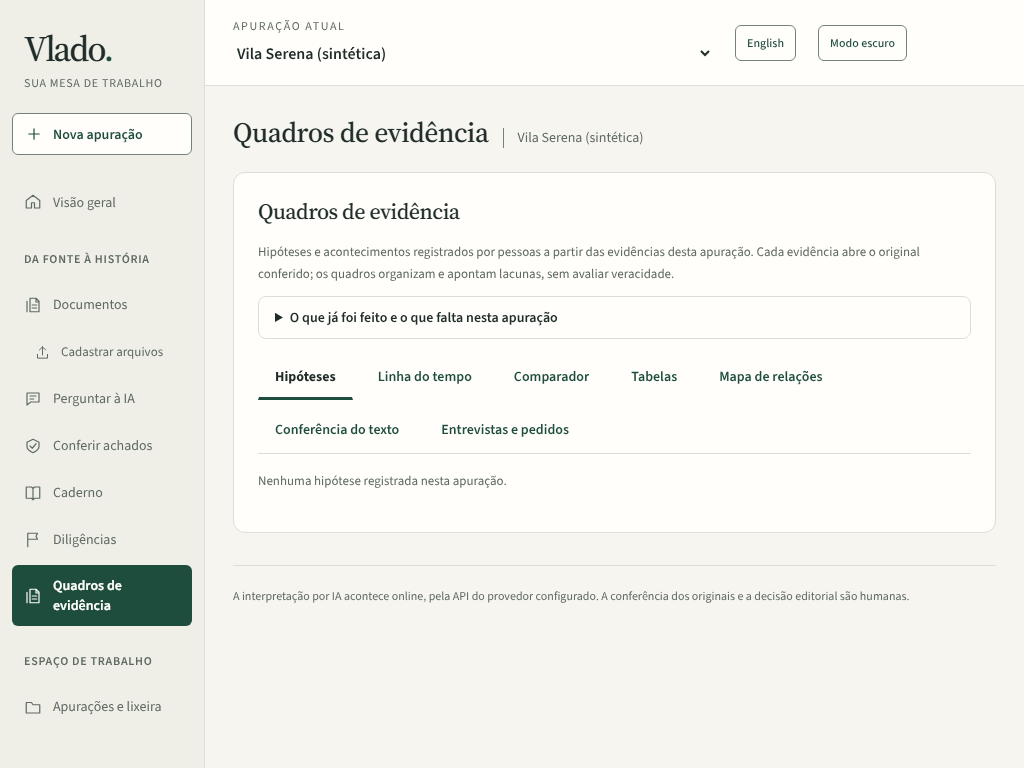 Vlado.
SUA MESA DE TRABALHO
Nova apuração
Visão geral
DA FONTE À HISTÓRIA
Documentos
Cadastrar arquivos
Perguntar à IA
Conferir achados
Caderno
Diligências
Quadros de
evidência
ESPAÇO DE TRABALHO
Apurações e lixeira
APURAÇÃO ATUAL
Vila Serena (sintética)
English
Modo escuro
Quadros de evidência
Vila Serena (sintética)
Quadros de evidência
Hipóteses e acontecimentos registrados por pessoas a partir das evidências desta apuração. Cada evidência abre o original
conferido; os quadros organizam e apontam lacunas, sem avaliar veracidade.
O que já foi feito e o que falta nesta apuração
Hipóteses Linha do tempo Comparador Tabelas Mapa de relações
Conferência do texto Entrevistas e pedidos
Nenhuma hipótese registrada nesta apuração.
A interpretação por IA acontece online, pela API do provedor configurado. A conferência dos originais e a decisão editorial são humanas.